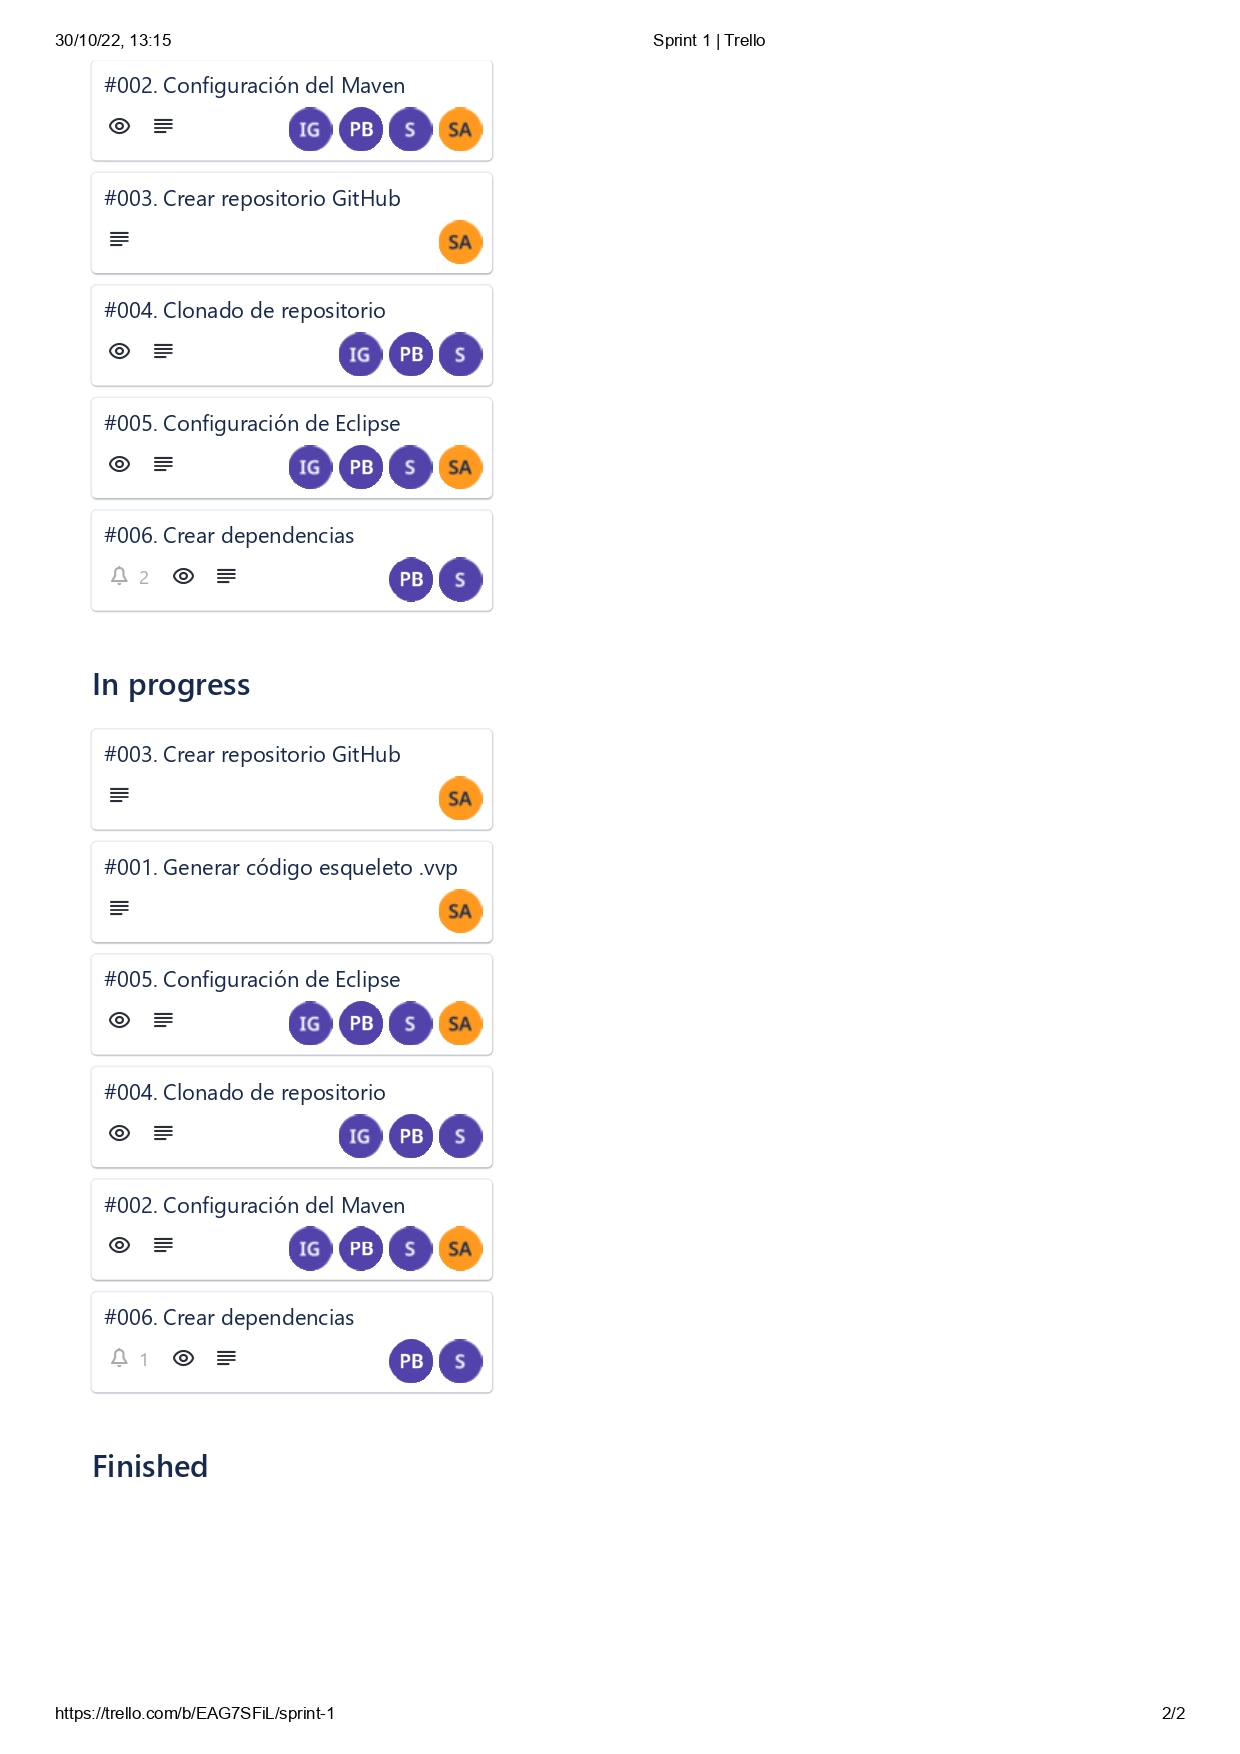 30/10/22, 13:15 Sprint 1 | Trello
#002. Configuración del Maven
IG PB S SA
#003. Crear repositorio GitHub
SA
#004. Clonado de repositorio
IG PB S
#005. Configuración de Eclipse
IG PB S SA
#006. Crear dependencias
2 PB S
In progress
#003. Crear repositorio GitHub
SA
#001. Generar código esqueleto .vvp
SA
#005. Configuración de Eclipse
IG PB S SA
#004. Clonado de repositorio
IG PB S
#002. Configuración del Maven
IG PB S SA
#006. Crear dependencias
1 PB S
Finished
https://trello.com/b/EAG7SFiL/sprint-1 2/2